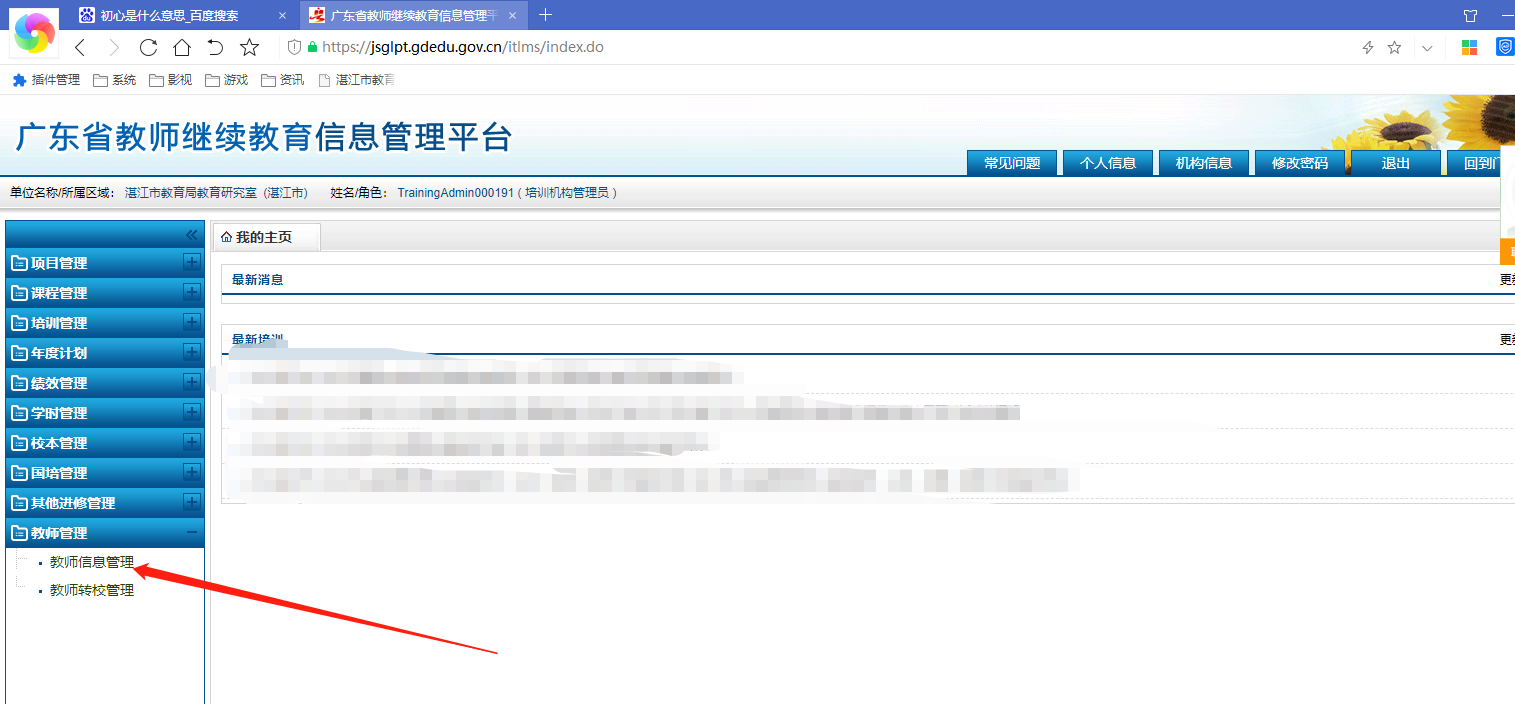 初心是什么意思_百度搜索
广东省教师继续教育信息管理平
https://jsglpt.gdedu.gov.cn/itlms/index.do
插件管理 系统 影视 游戏 资讯 湛江市教育
广东省教师继续教育信息管理平台
常见问题 个人信息 机构信息 修改密码 退出 回到门
单位名称/所属区域： 湛江市教育局教育研究室（湛江市） 姓名/角色： TrainingAdmin000191 ( 培训机构管理员 )
我的主页
项目管理
课程管理
培训管理
年度计划
绩效管理
学时管理
校本管理
国培管理
其他进修管理
教师管理
教师信息管理
教师转校管理
最新消息
更
最新培训
更